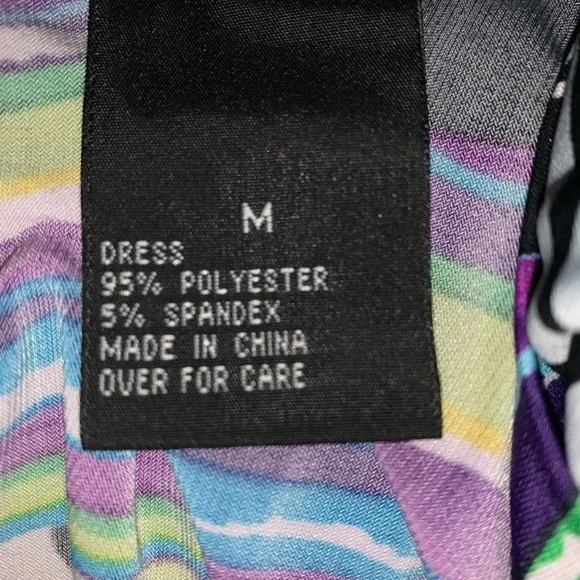 M
DRESS
95% POLYESTER
5% SPANDEX
MADE IN CHINA
OVER FOR CARE